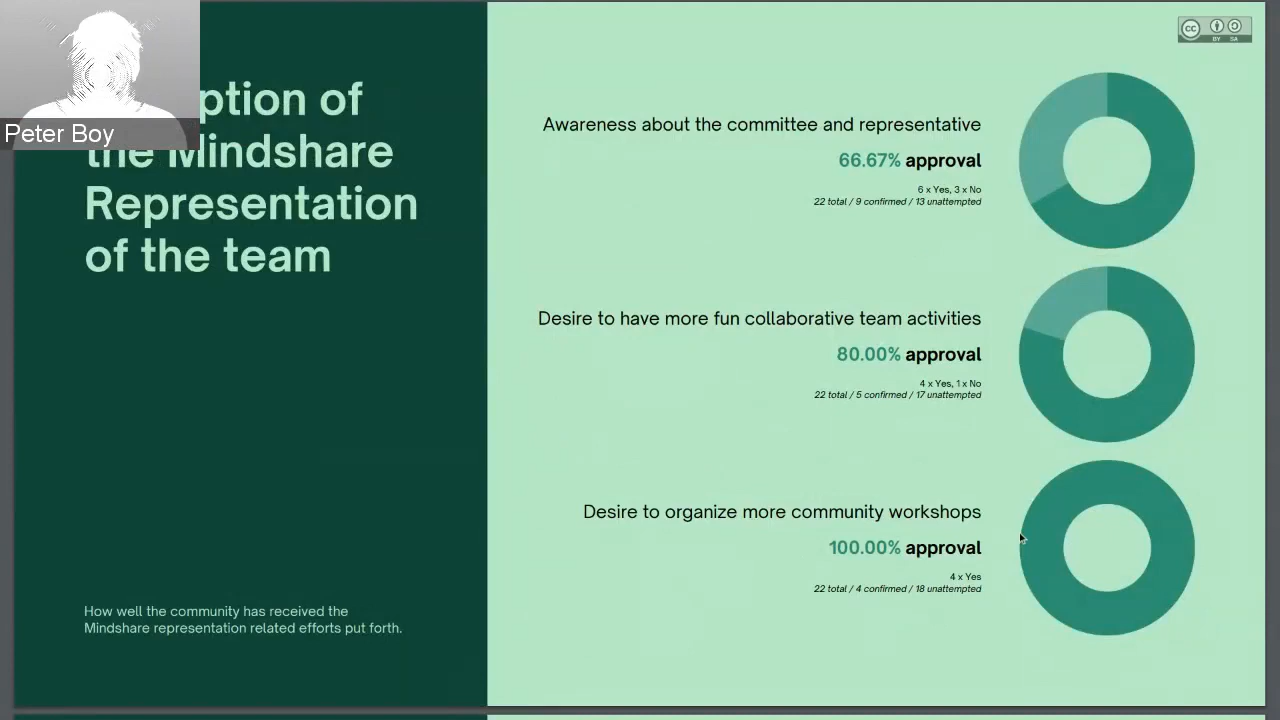 ption of
the Mindshare
Representation
of the team
Peter Boy
How well the community has received the
Mindshare representation related efforts put forth.
cc BY SA
Awareness about the committee and representative
66.67% approval
6 x Yes, 3 x No
22 total / 9 confirmed / 13 unattempted
Desire to have more fun collaborative team activities
80.00% approval
4 x Yes, 1 x No
22 total / 5 confirmed / 17 unattempted
Desire to organize more community workshops
100.00% approval
4 x Yes
22 total / 4 confirmed / 18 unattempted